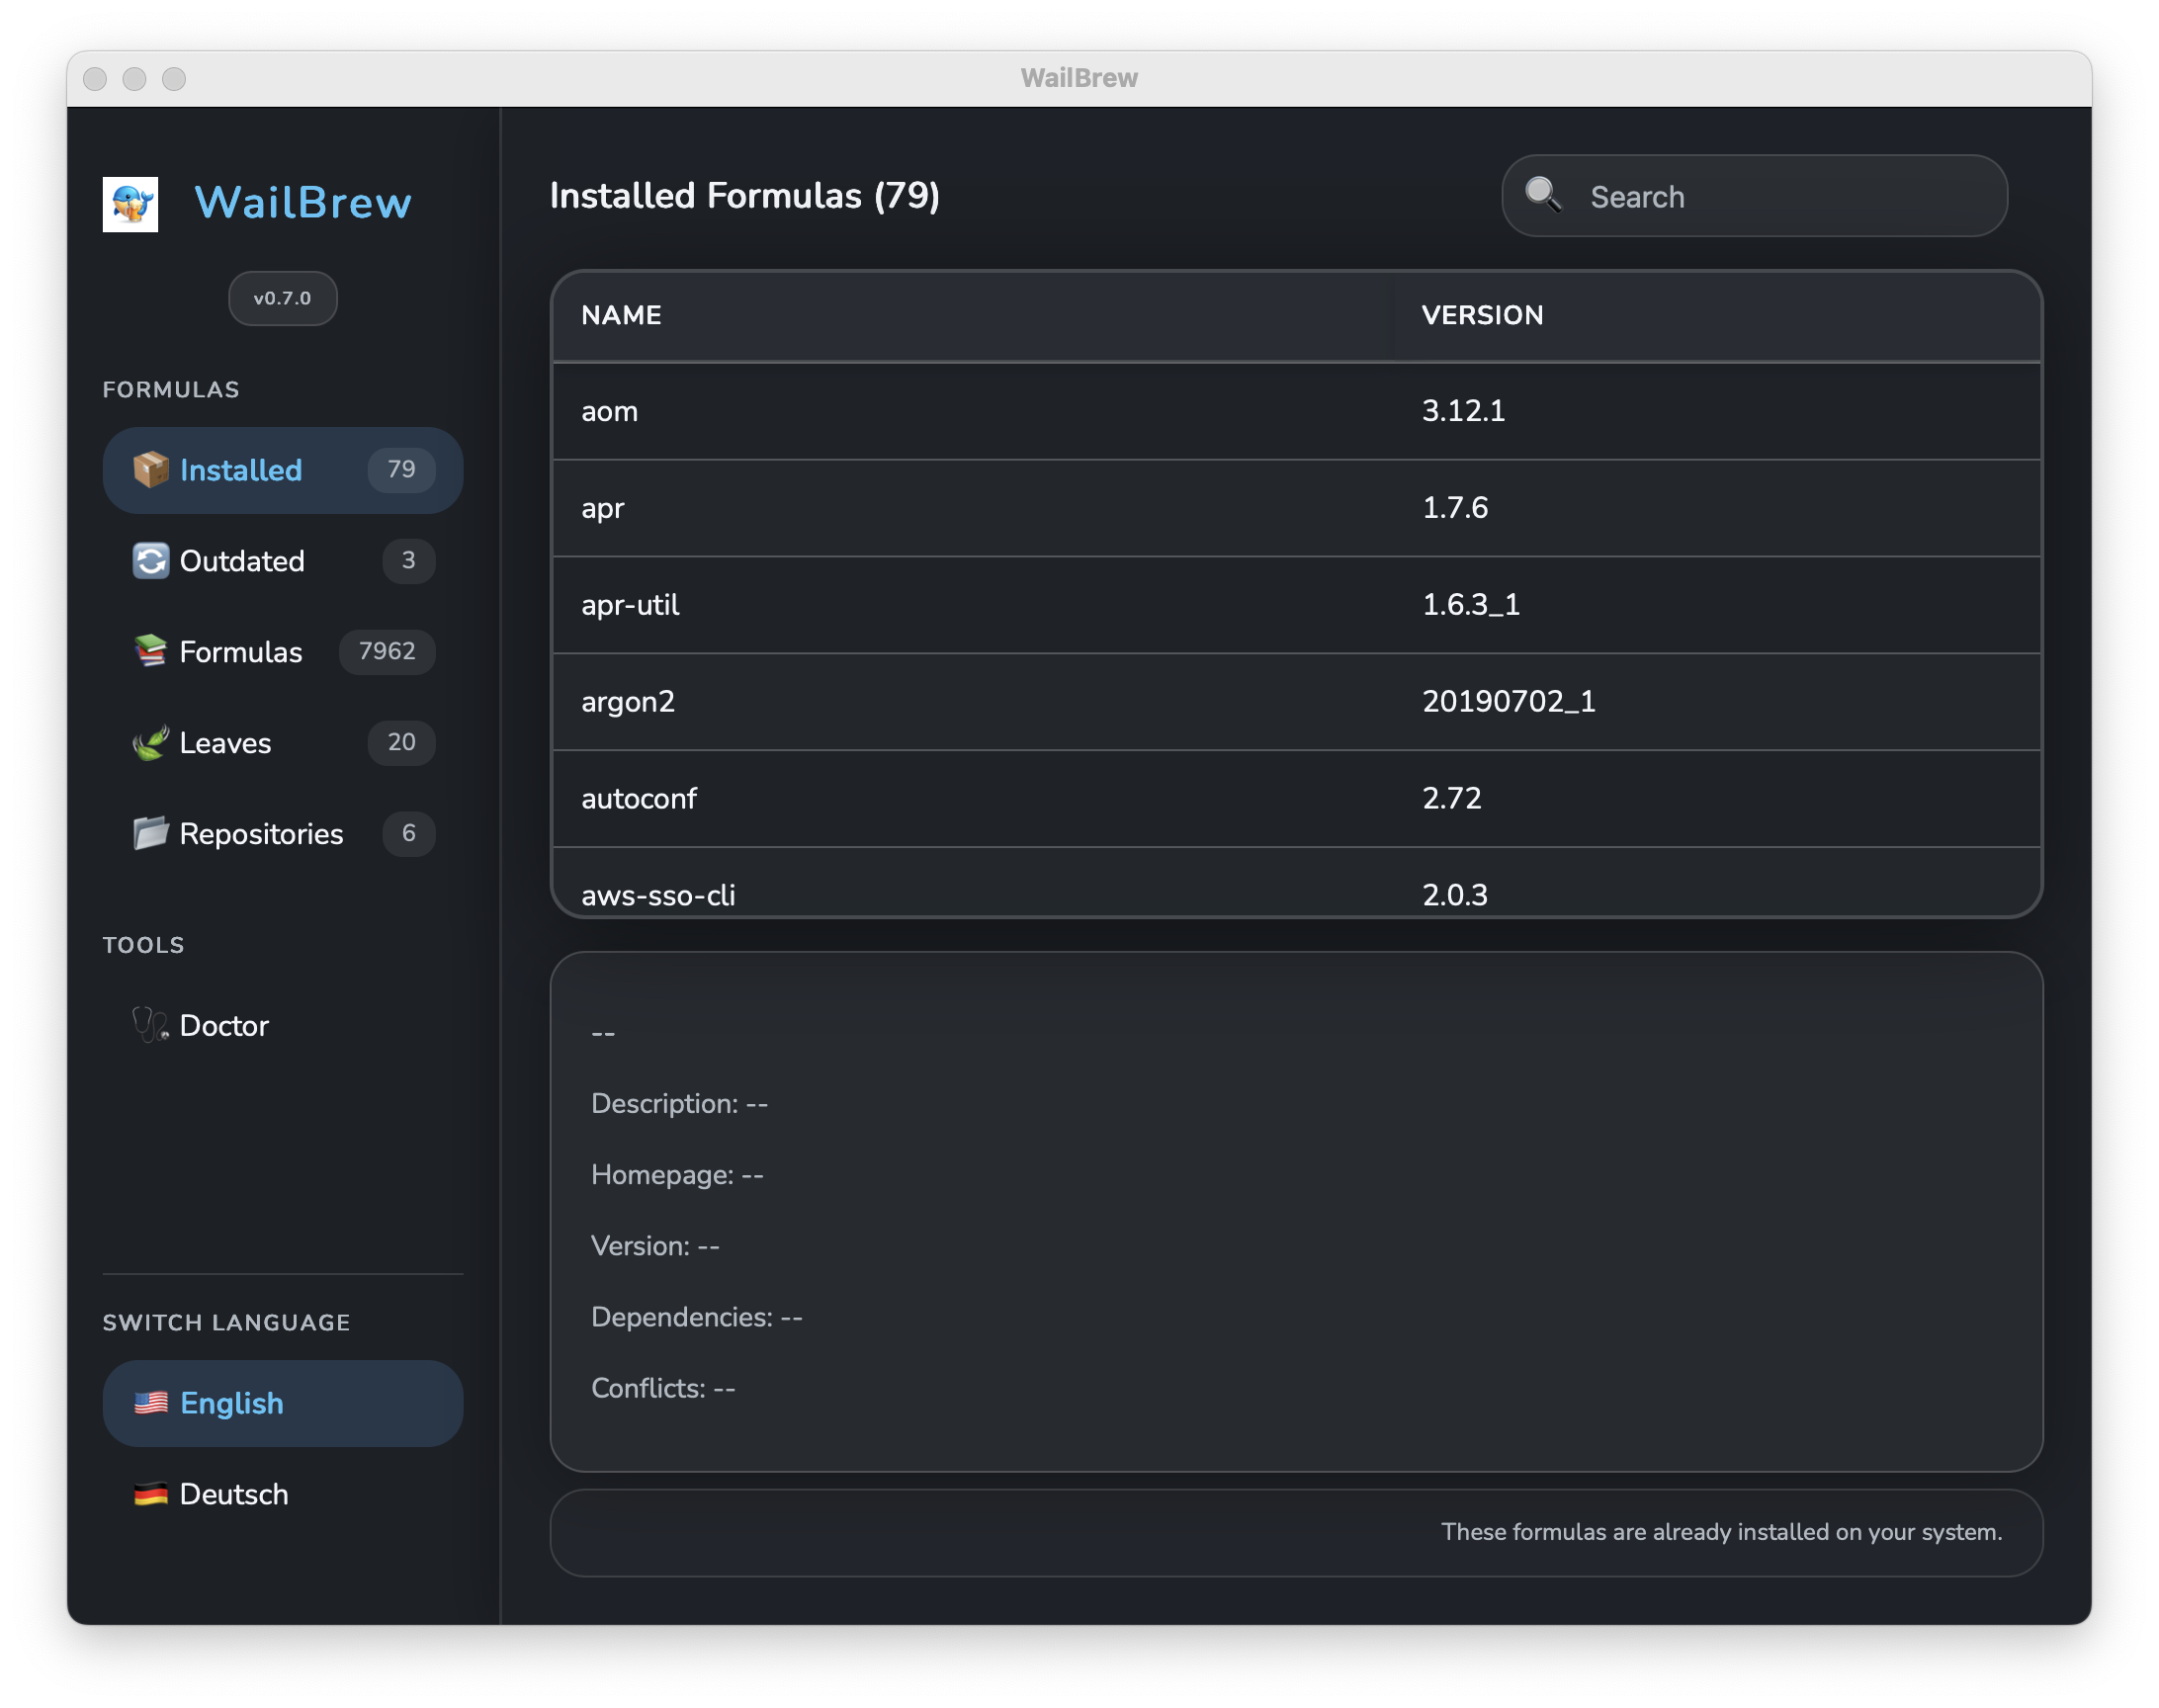 WailBrew
WailBrew
v0.7.0
FORMULAS
Installed 79
Outdated 3
Formulas 7962
Leaves 20
Repositories 6
TOOLS
Doctor
SWITCH LANGUAGE
English
Deutsch
Installed Formulas (79)
Search
NAME VERSION
aom 3.12.1
apr 1.7.6
apr-util 1.6.3_1
argon2 20190702_1
autoconf 2.72
aws-sso-cli 2.0.3
--
Description: --
Homepage: --
Version: --
Dependencies: --
Conflicts: --
These formulas are already installed on your system.